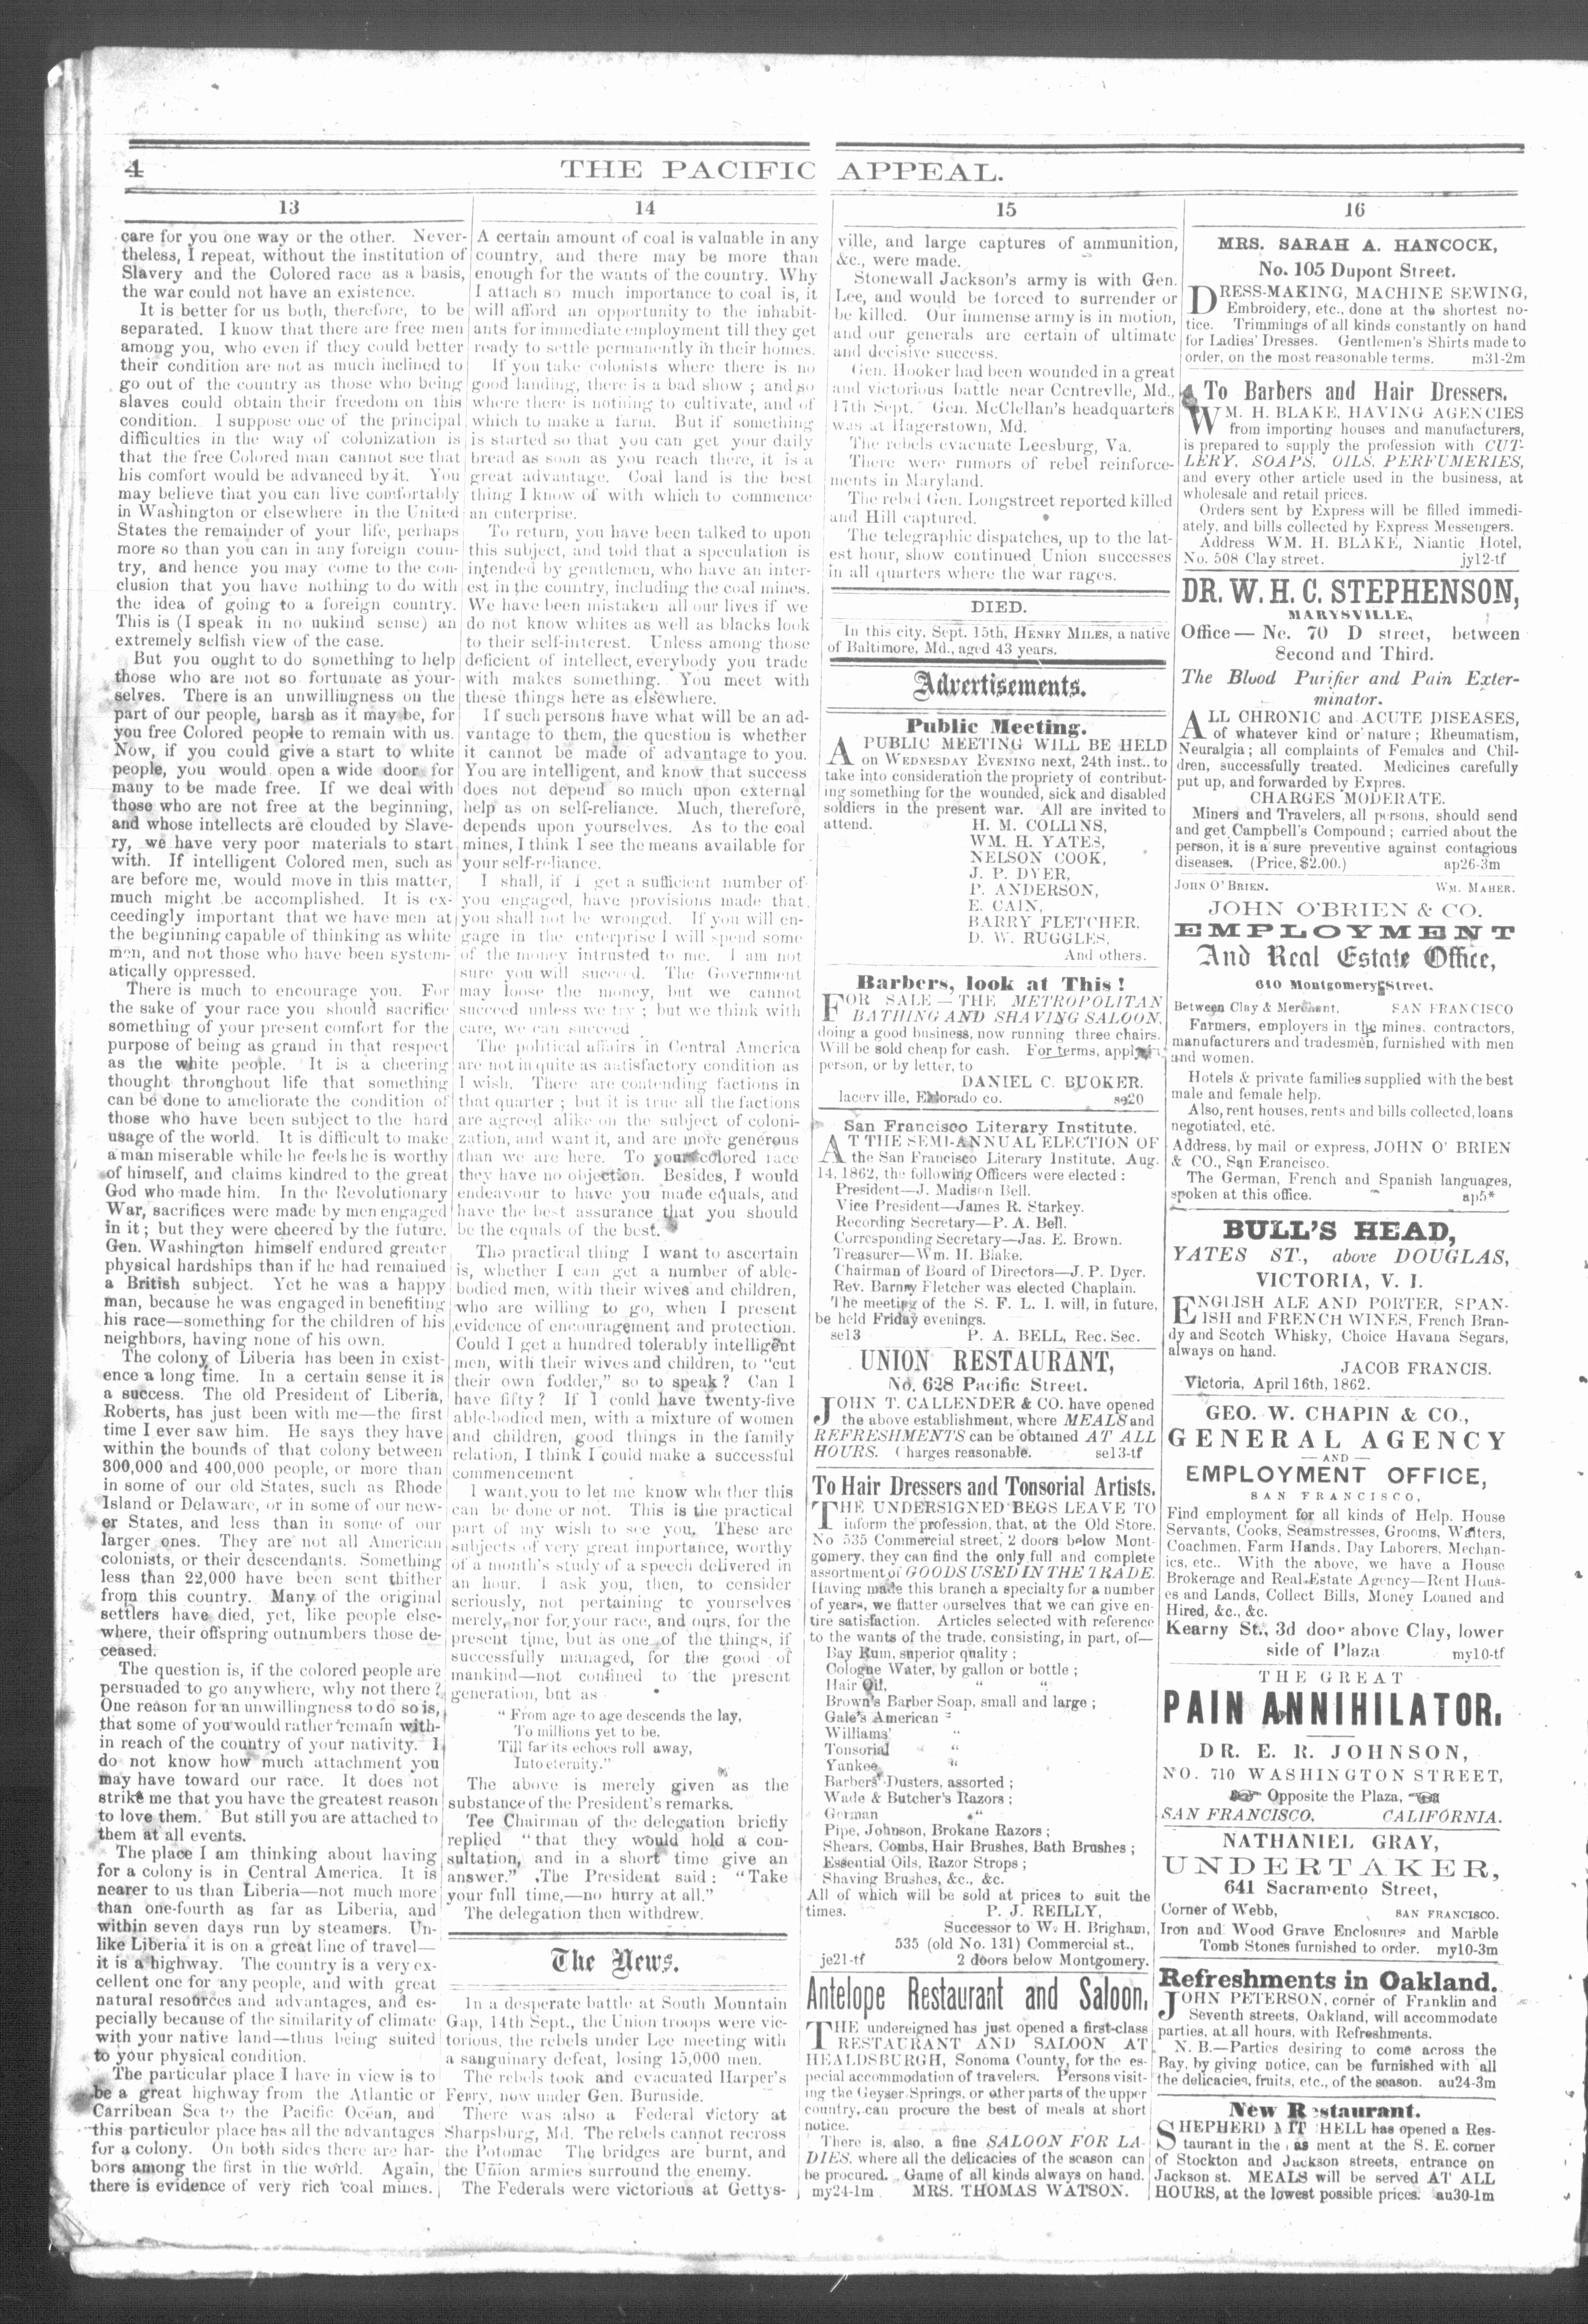 4
THE PACIFIC APPEAL.
13
care for you one way or the other. Never-
theless, I repeat, without the institution of
Slavery and the Colored race as a basis,
the war could not have an existence.
It is better for us both, therefore, to be
separated. I know that there are free men
among you, who even if they could better
their condition are not as much inclined to
go out of the country as those who being
slaves could obtain their freedom on this
condition. I suppose one of the principal
difficulties in the way of colonization is
that the free Colored man cannot see that
his comfort would be advanced by it. You
may believe that you can live comfortably
in Washington or elsewhere in the United
States the remainder of your life, perhaps
more so than you can in any foreign coun-
try, and hence you may come to the con-
clusion that you have nothing to do with
the idea of going to a foreign country.
This is (I speak in no uukind sense) an
extremely selfish view of the case.
But you ought to do something to help
those who are not so fortunate as your-
selves. There is an unwillingness on the
part of our people, harsh as it may be, for
you free Colored people to remain with us.
Now, if you could give a start to white
people, you would open a wide door for
many to be made free. If we deal with
those who are not free at the beginning,
and whose intellects are clouded by Slave-
ry, we have very poor materials to start
with. If intelligent Colored men, such as
are before me, would move in this matter,
much might be accomplished. It is ex-
ceedingly important that we have men at
the beginning capable of thinking as white
men, and not those who have been system-
atically oppressed.
There is much to encourage you. For
the sake of your race you should sacrifice
something of your present comfort for the
purpose of being as grand in that respect
as the white people. It is a cheering
thought throughout life that something
can be done to ameliorate the condition of
those who have been subject to the hard
usage of the world. It is difficult to make
a man miserable while he feels he is worthy
of himself, and claims kindred to the great
God who made him. In the Revolutionary
War, sacrifices were made by men engaged
in it; but they were cheered by the future.
Gen. Washington himself endured greater
physical hardships than if he had remained
a British subject. Yet he was a happy
man, because he was engaged in benefiting
his race—something for the children of his
neighbors, having none of his own.
The colony of Liberia has been in exist-
ence a long time. In a certain sense it is
a success. The old President of Liberia,
Roberts, has just been with me—the first
time I ever saw him. He says they have
within the bounds of that colony between
300,000 and 400,000 people, or more than
in some of our old States, such as Rhode
Island or Delaware, or in some of our new-
er States, and less than in some of our
larger ones. They are not all American
colonists, or their descendants. Something
less than 22,000 have been sent thither
from this country. Many of the original
settlers have died, yet, like people else-
where, their offspring outnumbers those de-
ceased.
The question is, if the colored people are
persuaded to go anywhere, why not there?
One reason for an unwillingness to do so is,
that some of you would rather remain with-
in reach of the country of your nativity. I
do not know how much attachment you
may have toward our race. It does not
strike me that you have the greatest reason
to love them. But still you are attached to
them at all events.
The place I am thinking about having
for a colony is in Central America. It is
nearer to us than Liberia—not much more
than one-fourth as far as Liberia, and
within seven days run by steamers. Un-
like Liberia it is on a great line of travel—
it is a highway. The country is a very ex-
cellent one for any people, and with great
natural resources and advantages, and es-
pecially because of the similarity of climate
with your native land—thus being suited
to your physical condition.
The particular place I have in view is to
be a great highway from the Atlantic or
Carribean Sea to the Pacific Ocean, and
this particular place has all the advantages
for a colony. On both sides there are har-
bors among the first in the world. Again,
there is evidence of very rich coal mines.
14
A certain amount of coal is valuable in any
country, and there may be more than
enough for the wants of the country. Why
I attach so much importance to coal is, it
will afford an opportunity to the inhabit-
ants for immediate employment till they get
ready to settle permanently in their homes.
If you take colonists where there is no
good landing, there is a bad show; and so
where there is nothing to cultivate, and of
which to make a farm. But if something
is started so that you can get your daily
bread as soon as you reach there, it is a
great advantage. Coal land is the best
thing I know of with which to commence
an enterprise.
To return, you have been talked to upon
this subject, and told that a speculation is
intended by gentlemen, who have an inter-
est in the country, including the coal mines.
We have been mistaken all our lives if we
do not know whites as well as blacks look
to their self-interest. Unless among those
deficient of intellect, everybody you trade
with makes something. You meet with
these things here as elsewhere.
If such persons have what will be an ad-
vantage to them, the question is whether
it cannot be made of advantage to you.
You are intelligent, and know that success
does not depend so much upon external
help as on self-reliance. Much, therefore,
depends upon yourselves. As to the coal
mines, I think I see the means available for
your self-reliance.
I shall, if I get a sufficient number of
you engaged, have provisions made that
you shall not be wronged. If you will en-
gage in the enterprise I will spend some
of the money intrusted to me. I am not
sure you will succeed. The Government
may loose the money, but we cannot
succeed unless we try; but we think with
care, we can succeed
The political affairs in Central America
are not in quite as satisfactory condition as
I wish. There are contending factions in
that quarter; but it is true all the factions
are agreed alike on the subject of coloni-
zation, and want it, and are more generous
than we are here. To your colored race
they have no objection. Besides, I would
endeavour to have you made equals, and
have the best assurance that you should
be the equals of the best.
The practical thing I want to ascertain
is, whether I can get a number of able-
bodied men, with their wives and children,
who are willing to go, when I present
evidence of encouragement and protection.
Could I get a hundred tolerably intelligent
men, with their wives and children, to "cut
their own fodder," so to speak? Can I
have fifty? If I could have twenty-five
able-bodied men, with a mixture of women
and children, good things in the family
relation, I think I could make a successful
commencement
I want you to let me know whether this
can be done or not. This is the practical
part of my wish to see you. These are
subjects of very great importance, worthy
of a month's study of a speech delivered in
an hour. I ask you, then, to consider
seriously, not pertaining to yourselves
merely, nor for your race, and ours, for the
present time, but as one of the things, if
successfully managed, for the good of
mankind—not confined to the present
generation, but as
"From age to age descends the lay,
To millions yet to be.
Till far its echoes roll away,
Into eternity."
The above is merely given as the
substance of the President's remarks.
Tee Chairman of the delegation briefly
replied "that they would hold a con-
sultation, and in a short time give an
answer." The President said: "Take
your full time,—no hurry at all."
The delegation then withdrew.
The News.
In a desperate battle at South Mountain
Gap, 14th Sept., the Union troops were vic-
torious, the rebels under Lee meeting with
a sanguinary defeat, losing 15,000 men.
The rebels took and evacuated Harper's
Ferry, now under Gen. Burnside.
There was also a Federal victory at
Sharpsburg, Md. The rebels cannot recross
the Potomac The bridges are burnt, and
the Union armies surround the enemy.
The Federals were victorious at Gettys-
15
ville, and large captures of ammunition,
&c., were made.
Stonewall Jackson's army is with Gen.
Lee, and would be forced to surrender or
be killed. Our immense army is in motion,
and our generals are certain of ultimate
and decisive success.
Gen. Hooker had been wounded in a great
and victorious battle near Centrevlle, Md.,
17th Sept. Gen. McClellan's headquarters
was at Hagerstown, Md.
The rebels evacuate Leesburg, Va.
There were rumors of rebel reinforce-
ments in Maryland.
The rebel Gen. Longstreet reported killed
and Hill captured.
The telegraphic dispatches, up to the lat-
est hour, show continued Union successes
in all quarters where the war rages.
DIED.
In this city, Sept. 15th, HENRY MILES, a native
of Baltimore, Md., aged 43 years.
Advertisements.
Public Meeting.
A PUBLIC MEETING WILL BE HELD
on WEDNESDAY EVENING next, 24th inst., to
take into consideration the propriety of contribut-
ing something for the wounded, sick and disabled
soldiers in the present war. All are invited to
attend. H. M. COLLINS,
WM. H. YATES,
NELSON COOK,
J. P. DYER,
P. ANDERSON,
E. CAIN,
BARRY FLETCHER,
D. W. RUGGLES,
And others.
Barbers, look at This!
FOR SALE—THE METROPOLITAN
BATHING AND SHAVING SALOON,
doing a good business, now running three chairs.
Will be sold cheap for cash. For terms, apply in
person, or by letter, to
DANIEL C. BUOKER.
lacerv ille, Eldorado co. se20
San Francisco Literary Institute.
AT THE SEMI-ANNUAL ELECTION OF
the San Francisco Literary Institute, Aug.
14, 1862, the following Officers were elected:
President—J. Madison Bell.
Vice President—James R. Starkey.
Recording Secretary—P. A. Bell.
Corresponding Secretary—Jas. E. Brown.
Treasurer—Wm. H. Blake.
Chairman of Board of Directors—J. P. Dyer.
Rev. Barney Fletcher was elected Chaplain.
The meeting of the S. F. L. I. will, in future,
be held Friday evenings.
se13 P. A. BELL, Rec. Sec.
UNION RESTAURANT,
No. 628 Pacific Street.
JOHN T. CALLENDER & CO. have opened
the above establishment, where MEALS and
REFRESHMENTS can be obtained AT ALL
HOURS. Charges reasonable. se13-tf
To Hair Dressers and Tonsorial Artists.
THE UNDERSIGNED BEGS LEAVE TO
inform the profession, that, at the Old Store,
No 535 Commercial street, 2 doors below Mont-
gomery, they can find the only full and complete
assortment of GOODS USED IN THE TRADE.
Having made this branch a specialty for a number
of years, we flatter ourselves that we can give en-
tire satisfaction. Articles selected with reference
to the wants of the trade, consisting, in part, of—
Bay Rum, superior quality;
Cologne Water, by gallon or bottle;
Hair Oil, " "
Brown's Barber Soap, small and large;
Gale's American "
Williams' "
Tonsorial "
Yankee "
Barbers' Dusters, assorted;
Wade & Butcher's Razors;
German "
Pipe, Johnson, Brokane Razors;
Shears, Combs, Hair Brushes, Bath Brushes;
Essential Oils, Razor Strops;
Shaving Brushes, &c., &c.
All of which will be sold at prices to suit the
times. P. J. REILLY,
Successor to W. H. Brigham,
535 (old No. 131) Commercial st.,
je21-tf 2 doors below Montgomery.
Antelope Restaurant and Saloon.
THE undereigned has just opened a first-class
RESTAURANT AND SALOON AT
HEALDSBURGH, Sonoma County, for the es-
pecial accommodation of travelers. Persons visit-
ing the Geyser Springs, or other parts of the upper
country, can procure the best of meals at short
notice.
There is, also, a fine SALOON FOR LA-
DIES, where all the delicacies of the season can
be procured. Game of all kinds always on hand.
my24-1m MRS. THOMAS WATSON.
16
MRS. SARAH A. HANCOCK,
No. 105 Dupont Street.
DRESS-MAKING, MACHINE SEWING,
Embroidery, etc., done at the shortest no-
tice. Trimmings of all kinds constantly on hand
for Ladies' Dresses. Gentlemen's Shirts made to
order, on the most reasonable terms. m31-2m
To Barbers and Hair Dressers.
WM. H. BLAKE, HAVING AGENCIES
from importing houses and manufacturers,
is prepared to supply the profession with CUT-
LERY, SOAPS, OILS, PERFUMERIES,
and every other article used in the business, at
wholesale and retail prices.
Orders sent by Express will be filled immedi-
ately, and bills collected by Express Messengers.
Address WM. H. BLAKE, Niantic Hotel,
No. 508 Clay street. jy12-tf
DR. W. H. C. STEPHENSON,
MARYSVILLE,
Office— No. 70 D street, between
Second and Third.
The Blood Purifier and Pain Exter-
minator.
ALL CHRONIC and ACUTE DISEASES,
of whatever kind or nature; Rheumatism,
Neuralgia; all complaints of Females and Chil-
dren, successfully treated. Medicines carefully
put up, and forwarded by Expres.
CHARGES MODERATE.
Miners and Travelers, all persons, should send
and get Campbell's Compound; carried about the
person, it is a sure preventive against contagious
diseases. (Price, $2.00.) ap26-3m
JOHN O'BRIEN. WM. MAHER.
JOHN O'BRIEN & CO.
EMPLOYMENT
And Real Estate Office,
610 Montgomery Street.
Between Clay & Merchant. SAN FRANCISCO
Farmers, employers in the mines, contractors,
manufacturers and tradesmen, furnished with men
and women.
Hotels & private families supplied with the best
male and female help.
Also, rent houses, rents and bills collected, loans
negotiated, etc.
Address, by mail or express, JOHN O' BRIEN
& CO., San Erancisco.
The German, French and Spanish languages,
spoken at this office. ap5*
BULL'S HEAD,
YATES ST., above DOUGLAS,
VICTORIA, V. I.
ENGLISH ALE AND PORTER, SPAN-
ISH and FRENCH WINES, French Bran-
dy and Scotch Whisky, Choice Havana Segars,
always on hand.
JACOB FRANCIS.
Victoria, April 16th, 1862.
GEO. W. CHAPIN & CO.,
GENERAL AGENCY
—AND—
EMPLOYMENT OFFICE,
SAN FRANCISCO,
Find employment for all kinds of Help. House
Servants, Cooks, Seamstresses, Grooms, Waiters,
Coachmen, Farm Hands, Day Laborers, Mechan-
ics, etc.. With the above, we have a House
Brokerage and Real Estate Agency—Rent Hous-
es and Lands, Collect Bills, Money Loaned and
Hired, &c., &c.
Kearny St., 3d door above Clay, lower
side of Plaza my10-tf
THE GREAT
PAIN ANNIHILATOR.
DR. E. R. JOHNSON,
NO. 710 WASHINGTON STREET,
Opposite the Plaza,
SAN FRANCISCO, CALIFORNIA.
NATHANIEL GRAY,
UNDERTAKER,
641 Sacramento Street,
Corner of Webb, SAN FRANCISCO.
Iron and Wood Grave Enclosures and Marble
Tomb Stones furnished to order. my10-3m
Refreshments in Oakland.
JOHN PETERSON, corner of Franklin and
Seventh streets, Oakland, will accommodate
parties, at all hours, with Refreshments.
N. B.—Parties desiring to come across the
Bay, by giving notice, can be furnished with all
the delicacies, fruits, etc., of the season. au24-3m
New Restaurant.
SHEPHERD MIT HELL has opened a Res-
taurant in the as ment at the S. E. corner
of Stockton and Jackson streets, entrance on
Jackson st. MEALS will be served AT ALL
HOURS, at the lowest possible prices. au30-1m